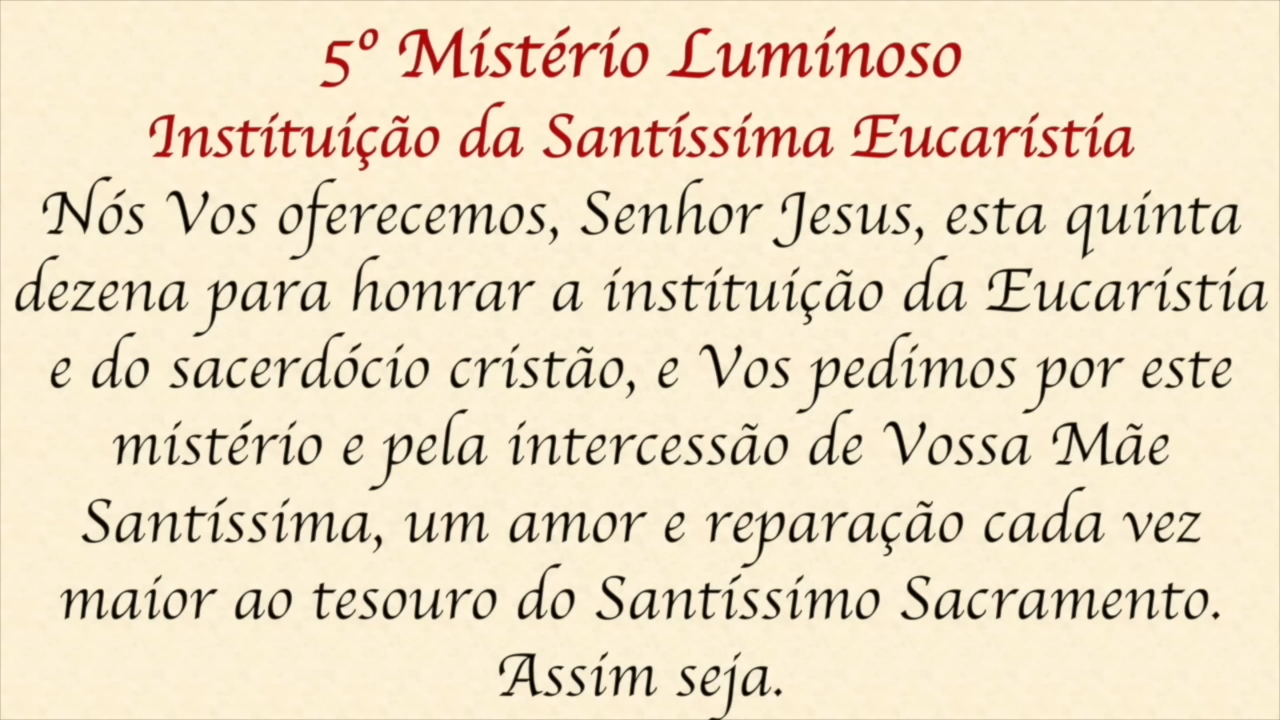 5º Mistério Luminoso
Instituição da Santíssima Eucaristia
Nós Vos oferecemos, Senhor Jesus, esta quinta
dezena para honrar a instituição da Eucaristia
e do sacerdócio cristão, e Vos pedimos por este
mistério e pela intercessão de Vossa Mãe
Santíssima, um amor e reparação cada vez
maior ao tesouro do Santíssimo Sacramento.
Assim seja.